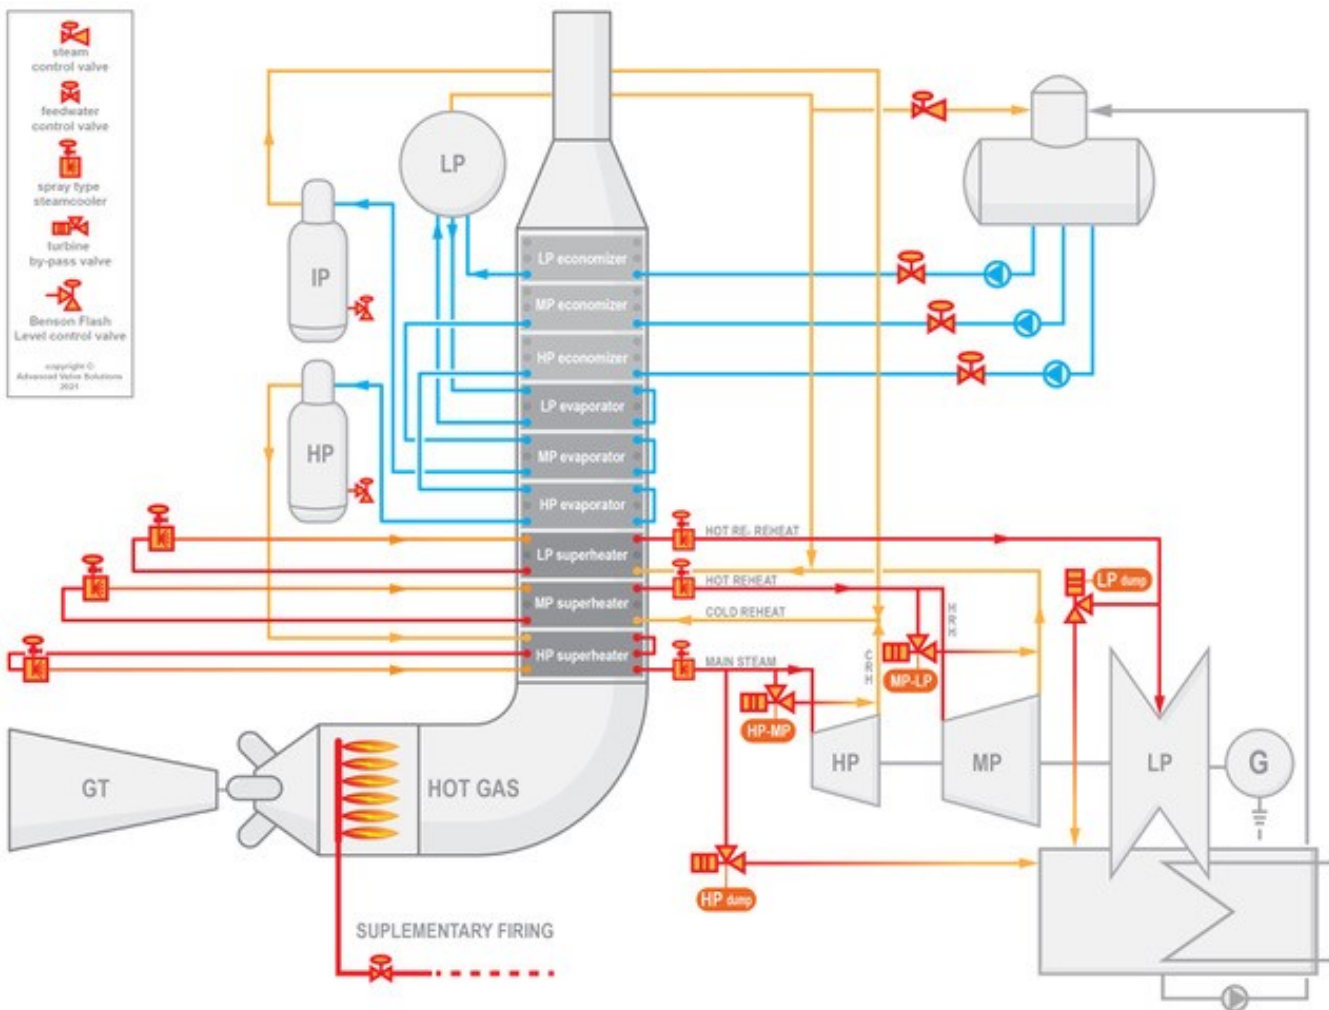 steam
control valve
feedwater
control valve
spray type
steamcooler
turbine
by-pass valve
Benson Flash
Level control valve
copyright ©
Advanced Valve Solutions
2021
LP
IP
HP
LP economizer
MP economizer
HP economizer
LP evaporator
MP evaporator
HP evaporator
LP superheater
MP superheater
HP superheater
HOT RE- REHEAT
HOT REHEAT
COLD REHEAT
MAIN STEAM
CRH
HRH
LP dump
MP-LP
HP-MP
HP dump
GT
HOT GAS
HP
MP
LP
G
SUPLEMENTARY FIRING